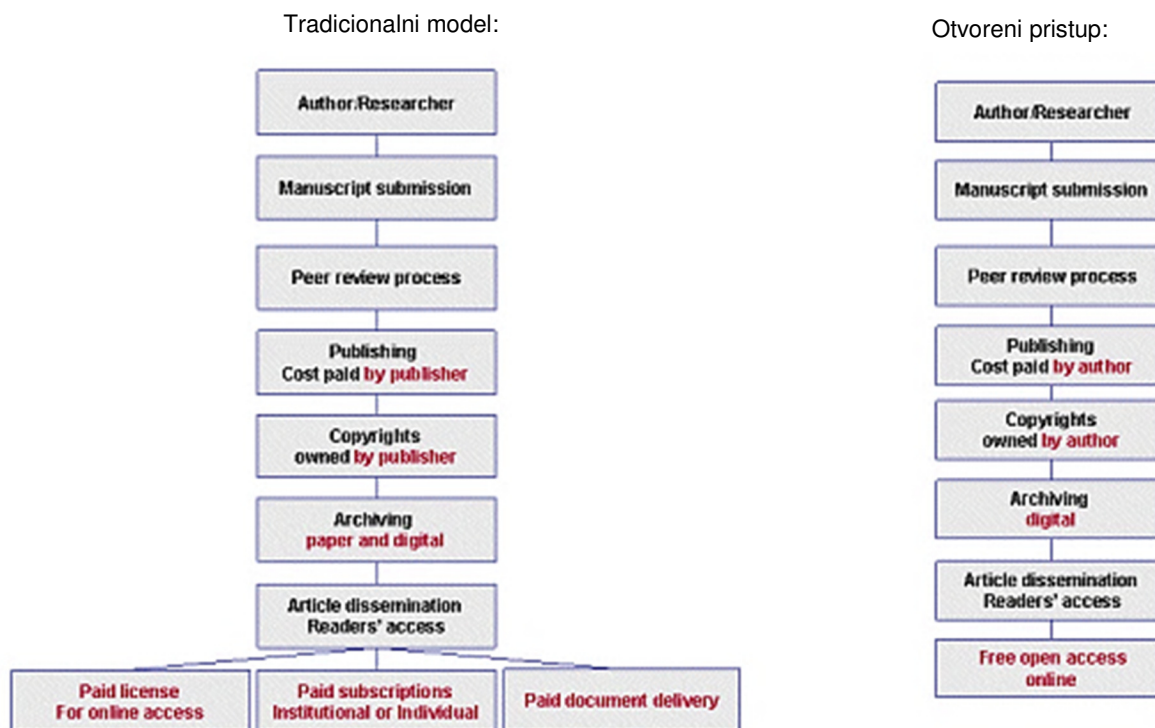 Tradicionalni model:
Author/Researcher
Manuscript submission
Peer review process
Publishing
Cost paid by publisher
Copyrights
owned by publisher
Archiving
paper and digital
Article dissemination
Readers' access
Paid license
For online access
Paid subscriptions
Institutional or Individual
Paid document delivery
Otvoreni pristup:
Author/Researcher
Manuscript submission
Peer review process
Publishing
Cost paid by author
Copyrights
owned by author
Archiving
digital
Article dissemination
Readers' access
Free open access
online